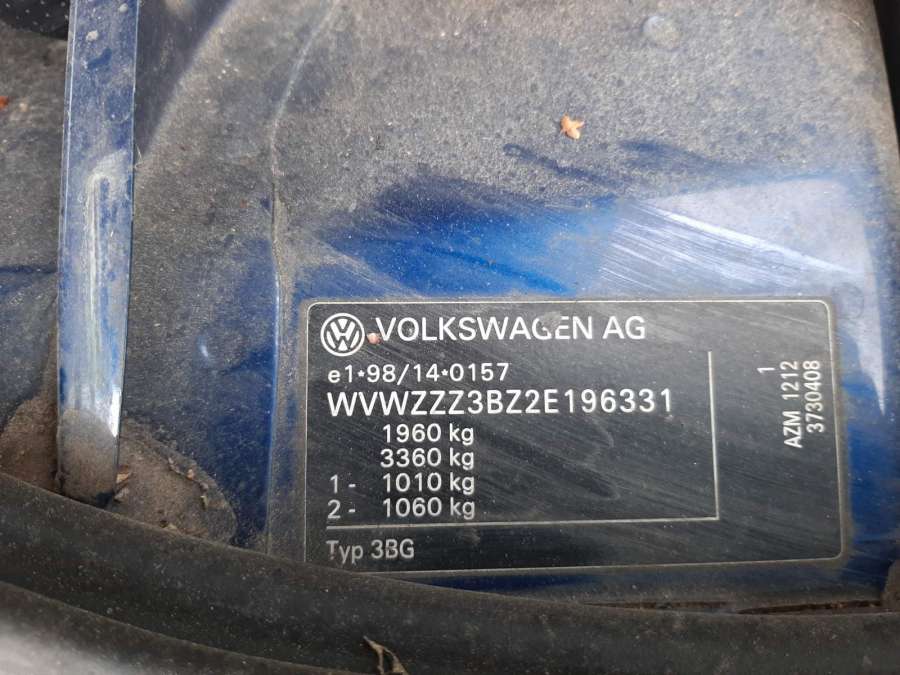 VOLKSWAGEN AG
e1*98/14*0157
WVWZZZ3BZ2E196331
1960 kg
3360 kg
1 - 1010 kg
2 - 1060 kg
Typ 3BG
1
AZM 1212
3730408